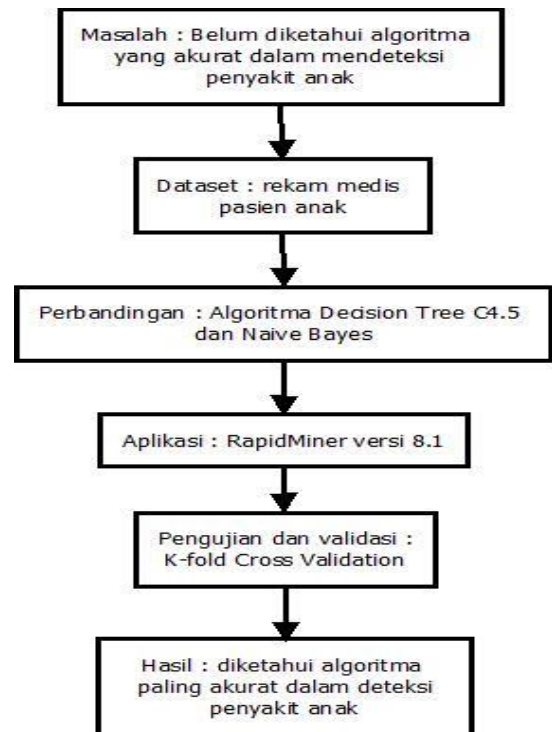 Masalah : Belum diketahui algoritma
yang akurat dalam mendeteksi
penyakit anak
Dataset : rekam medis
pasien anak
Perbandingan : Algoritma Decision Tree C4.5
dan Naive Bayes
Aplikasi : RapidMiner versi 8.1
Pengujian dan validasi :
K-fold Cross Validation
Hasil : diketahui algoritma
paling akurat dalam deteksi
penyakit anak